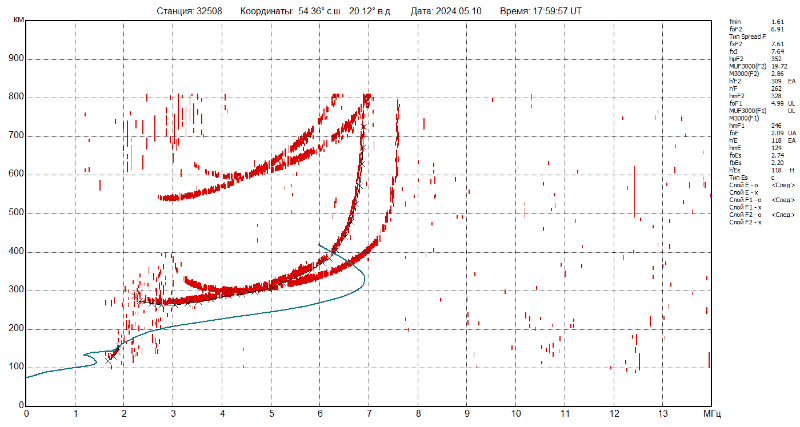 Станция: 32508 Координаты: 54.36° с.ш 20.12° в.д. Дата: 2024 05.10 Время: 17:59:57 UT
км
900
800
700
600
500
400
300
200
100
0 1 2 3 4 5 6 7 8 9 10 11 12 13 МГц
fmin 1.61
foF2 6.91
Тип Spread F
fxF2 7.61
fxI 7.64
hpF2 352
MUF3000(F2) 19.72
M3000(F2) 2.86
h'F2 309 EA
h'F 262
hmF2 328
foF1 4.99 UL
MUF3000(F1) UL
M3000(F1)
hmF1 246
foE 2.09 UA
h'E 118 EA
hmE 124
foEs 2.74
fbEs 2.20
h'Es 118 H
Тип Es c
Слой E - o <След>
Слой E - x
Слой F1 - o <След>
Слой F1 - x
Слой F2 - o <След>
Слой F2 - x